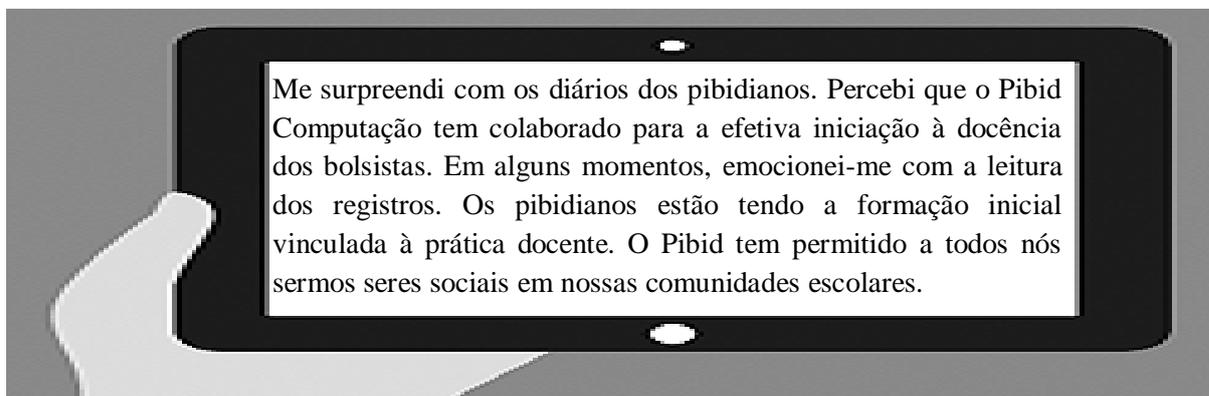 Me surpreendi com os diários dos pibidianos. Percebi que o Pibid
Computação tem colaborado para a efetiva iniciação à docência
dos bolsistas. Em alguns momentos, emocionei-me com a leitura
dos registros. Os pibidianos estão tendo a formação inicial
vinculada à prática docente. O Pibid tem permitido a todos nós
sermos seres sociais em nossas comunidades escolares.